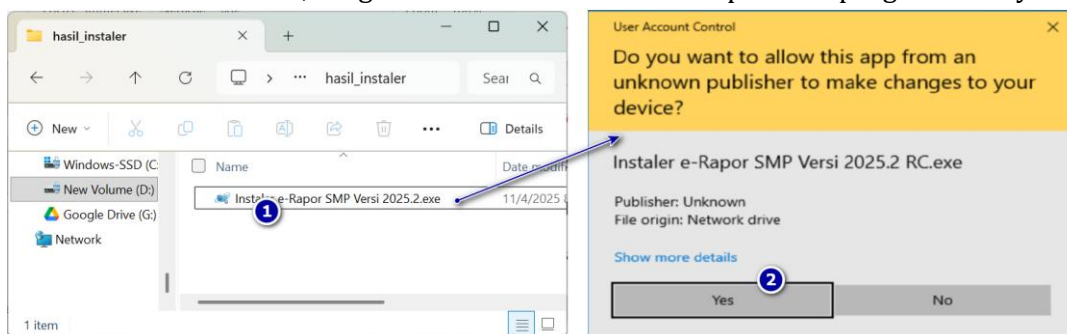 hasil_instaler
hasil_instaler
New
Details
Windows-SSD (C:
New Volume (D:)
Google Drive (G:)
Network
Name
Instaler e-Rapor SMP Versi 2025.2.exe
11/4/2025
1
1 item
User Account Control
Do you want to allow this app from an
unknown publisher to make changes to your
device?
Instaler e-Rapor SMP Versi 2025.2 RC.exe
Publisher: Unknown
File origin: Network drive
Show more details
2
Yes
No